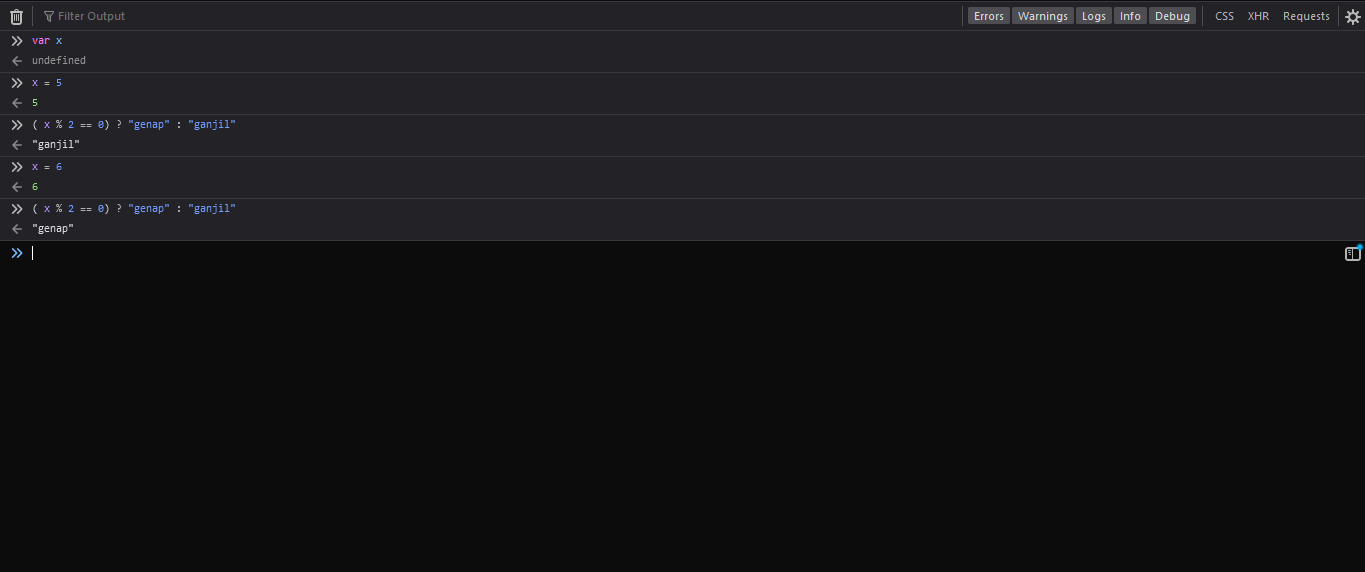 Filter Output Errors Warnings Logs Info Debug CSS XHR Requests
var x
undefined
x = 5
5
( x % 2 == 0) ? "genap" : "ganjil"
"ganjil"
x = 6
6
( x % 2 == 0) ? "genap" : "ganjil"
"genap"